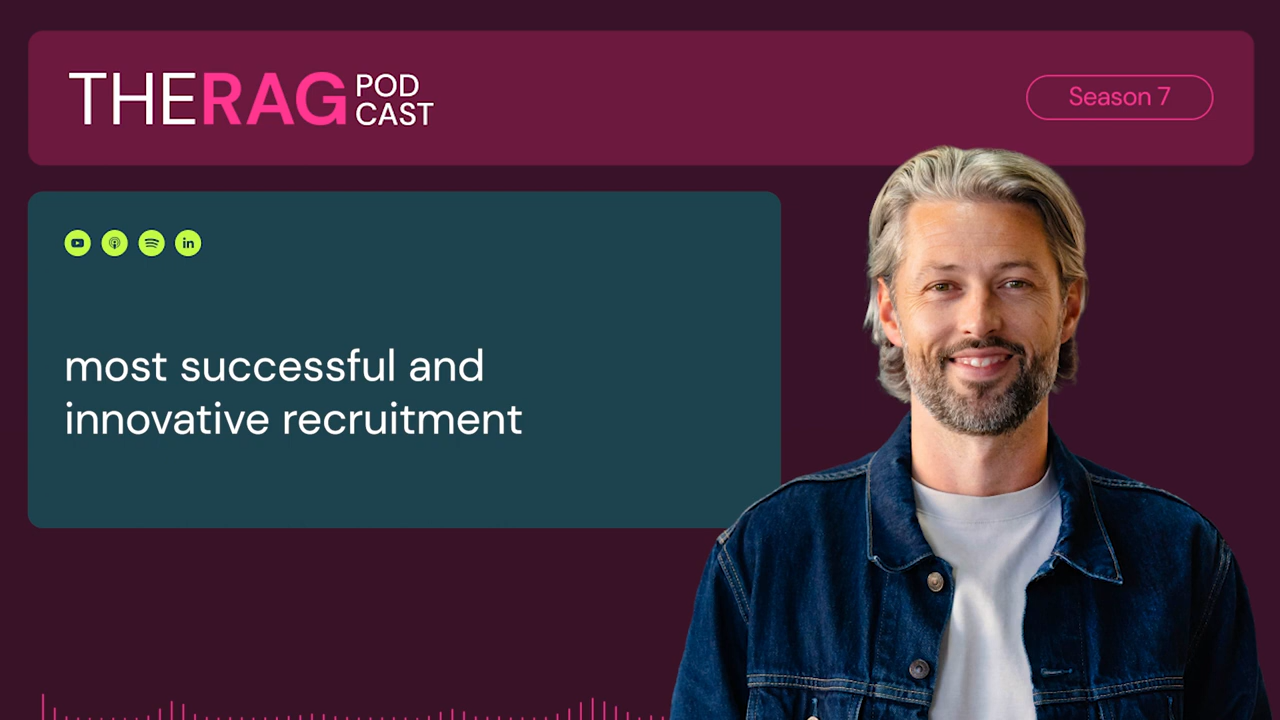 THERAG POD
CAST
Season 7
most successful and
innovative recruitment